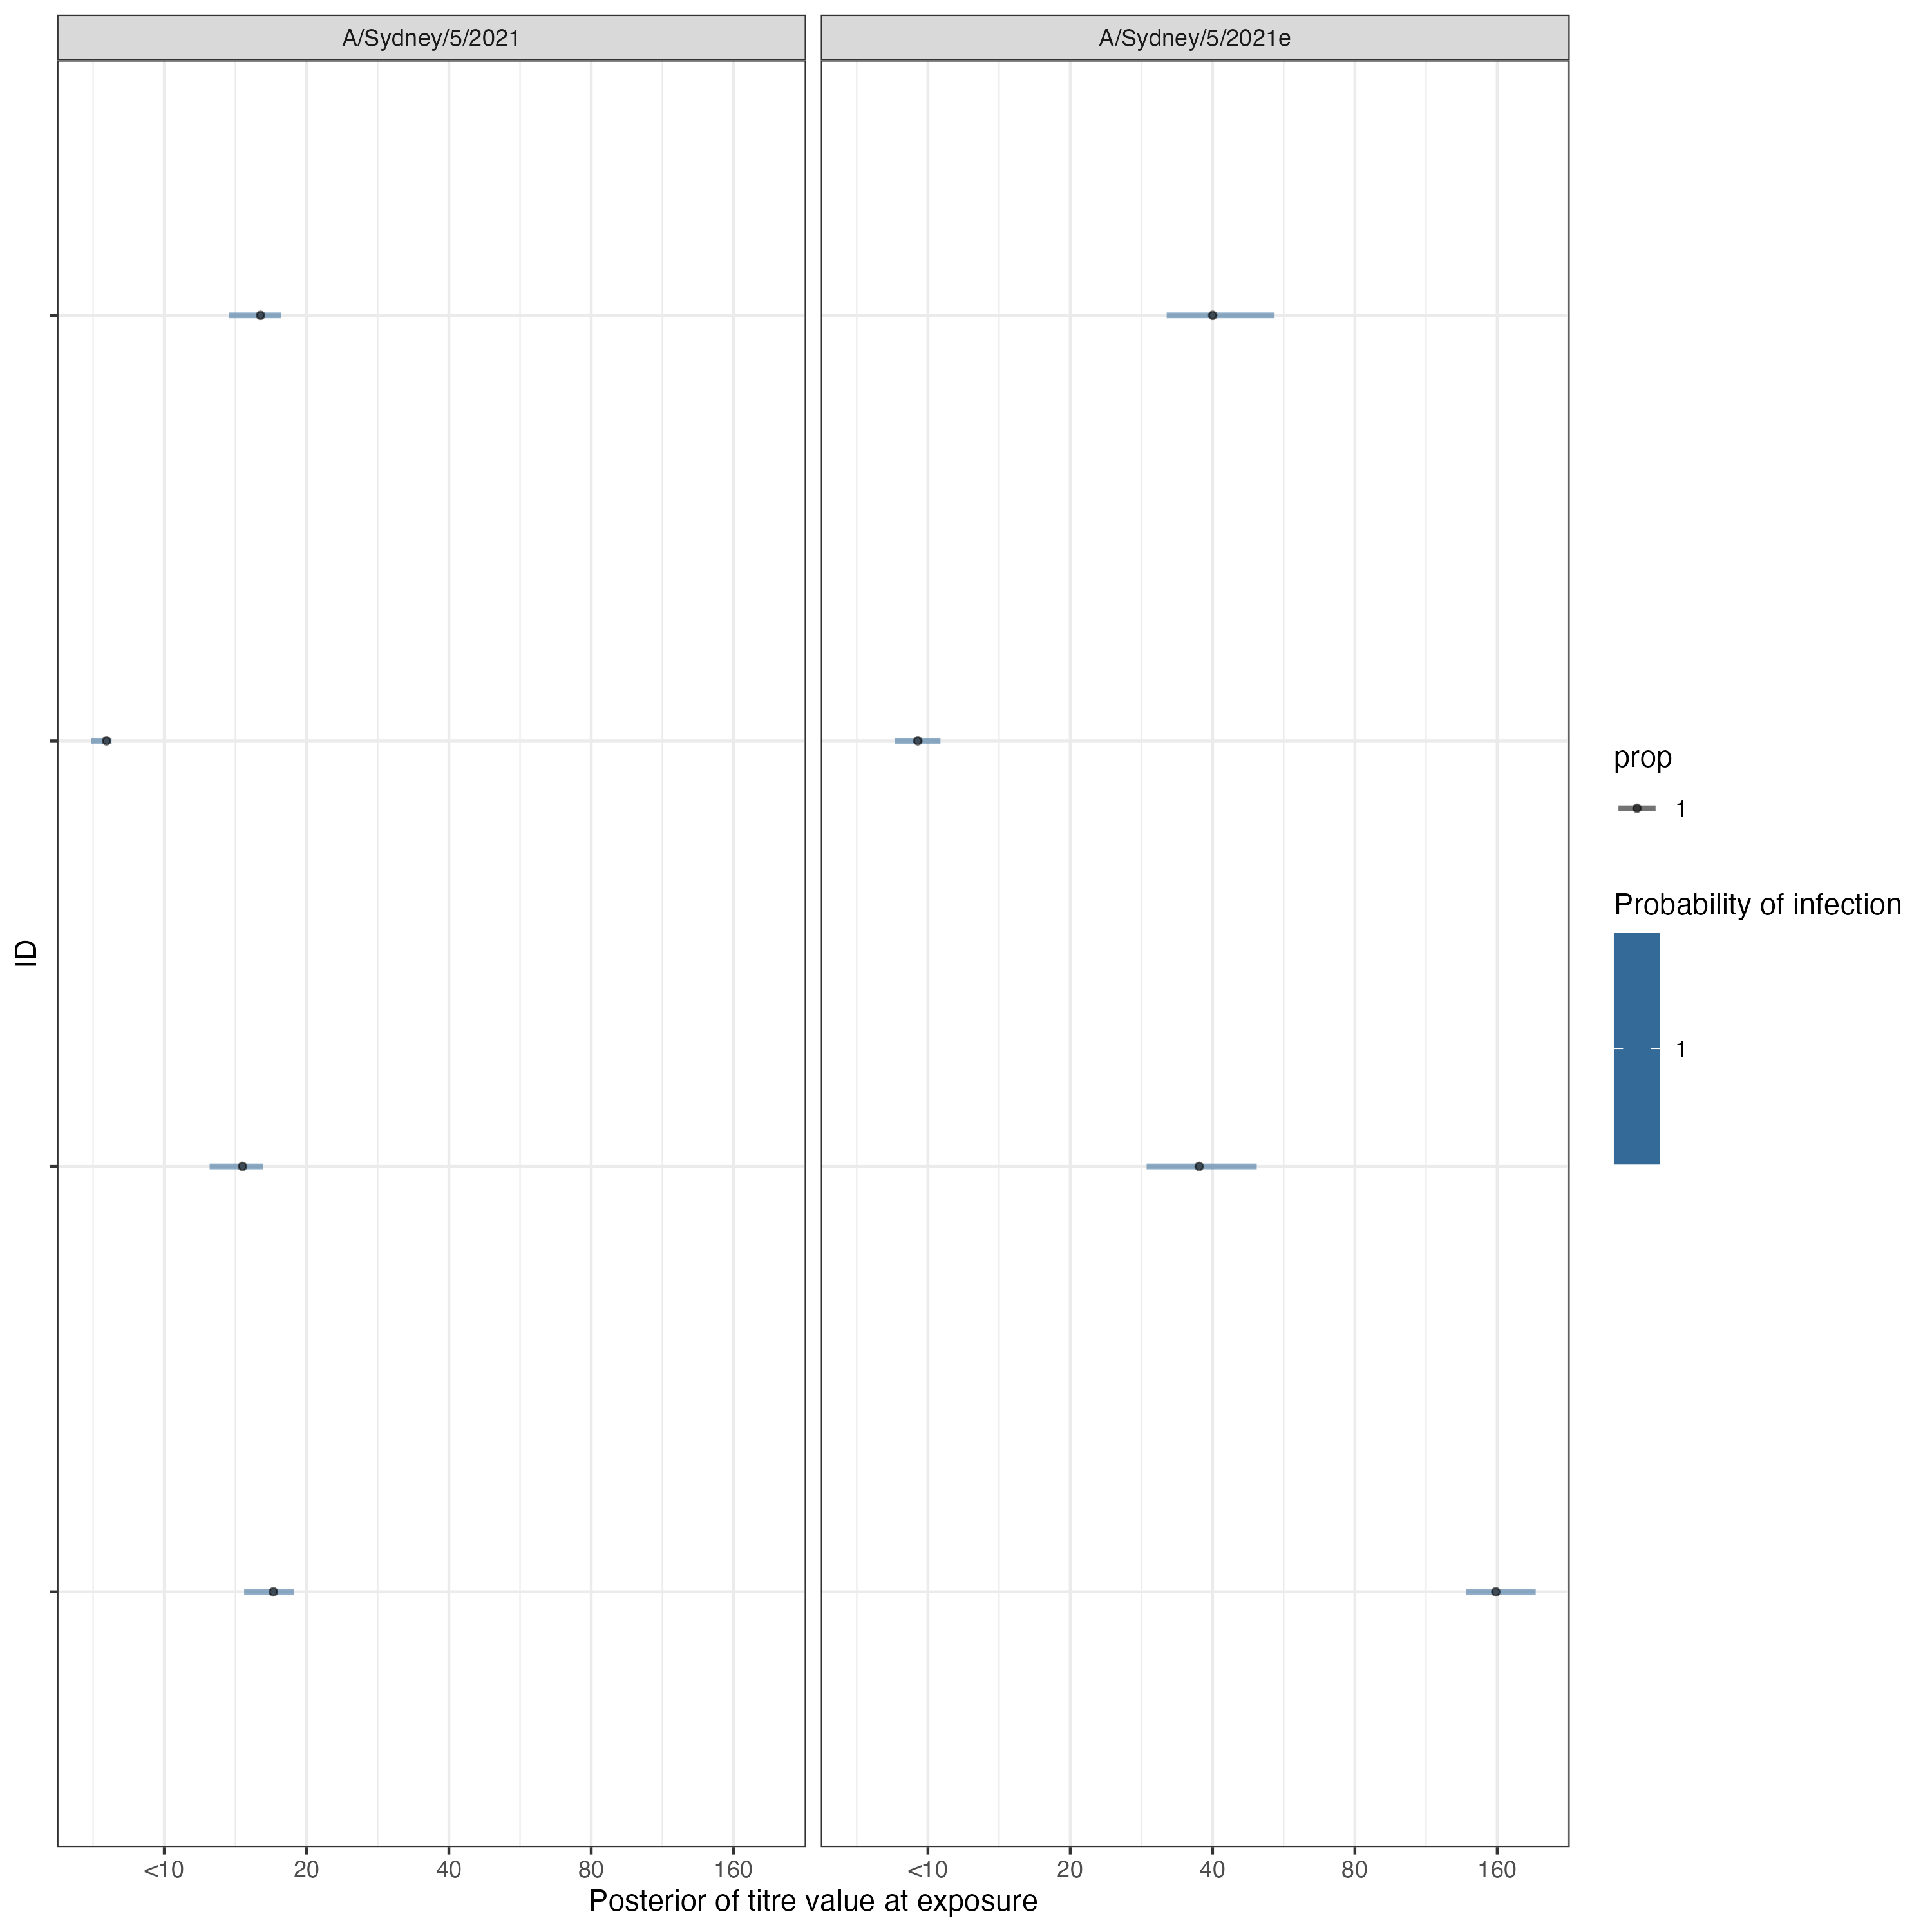 A/Sydney/5/2021
A/Sydney/5/2021e
ID
<10 20 40 80 160
<10 20 40 80 160
Posterior of titre value at exposure
prop
1
Probability of infection
1